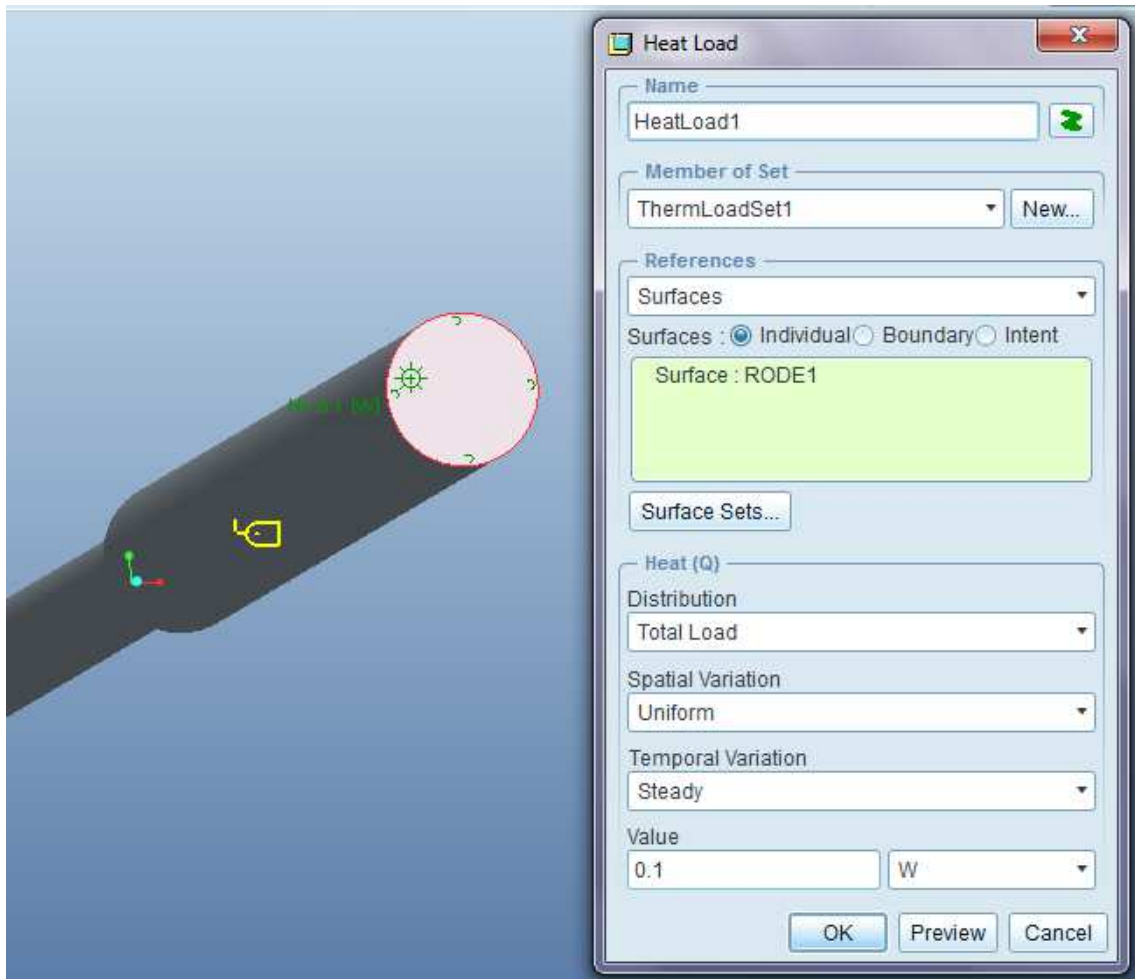 Heat Load
Name
HeatLoad1
Member of Set
ThermLoadSet1
New...
References
Surfaces
Surfaces : Individual Boundary Intent
Surface : RODE1
Surface Sets...
Heat (Q)
Distribution
Total Load
Spatial Variation
Uniform
Temporal Variation
Steady
Value
0.1 W
OK Preview Cancel